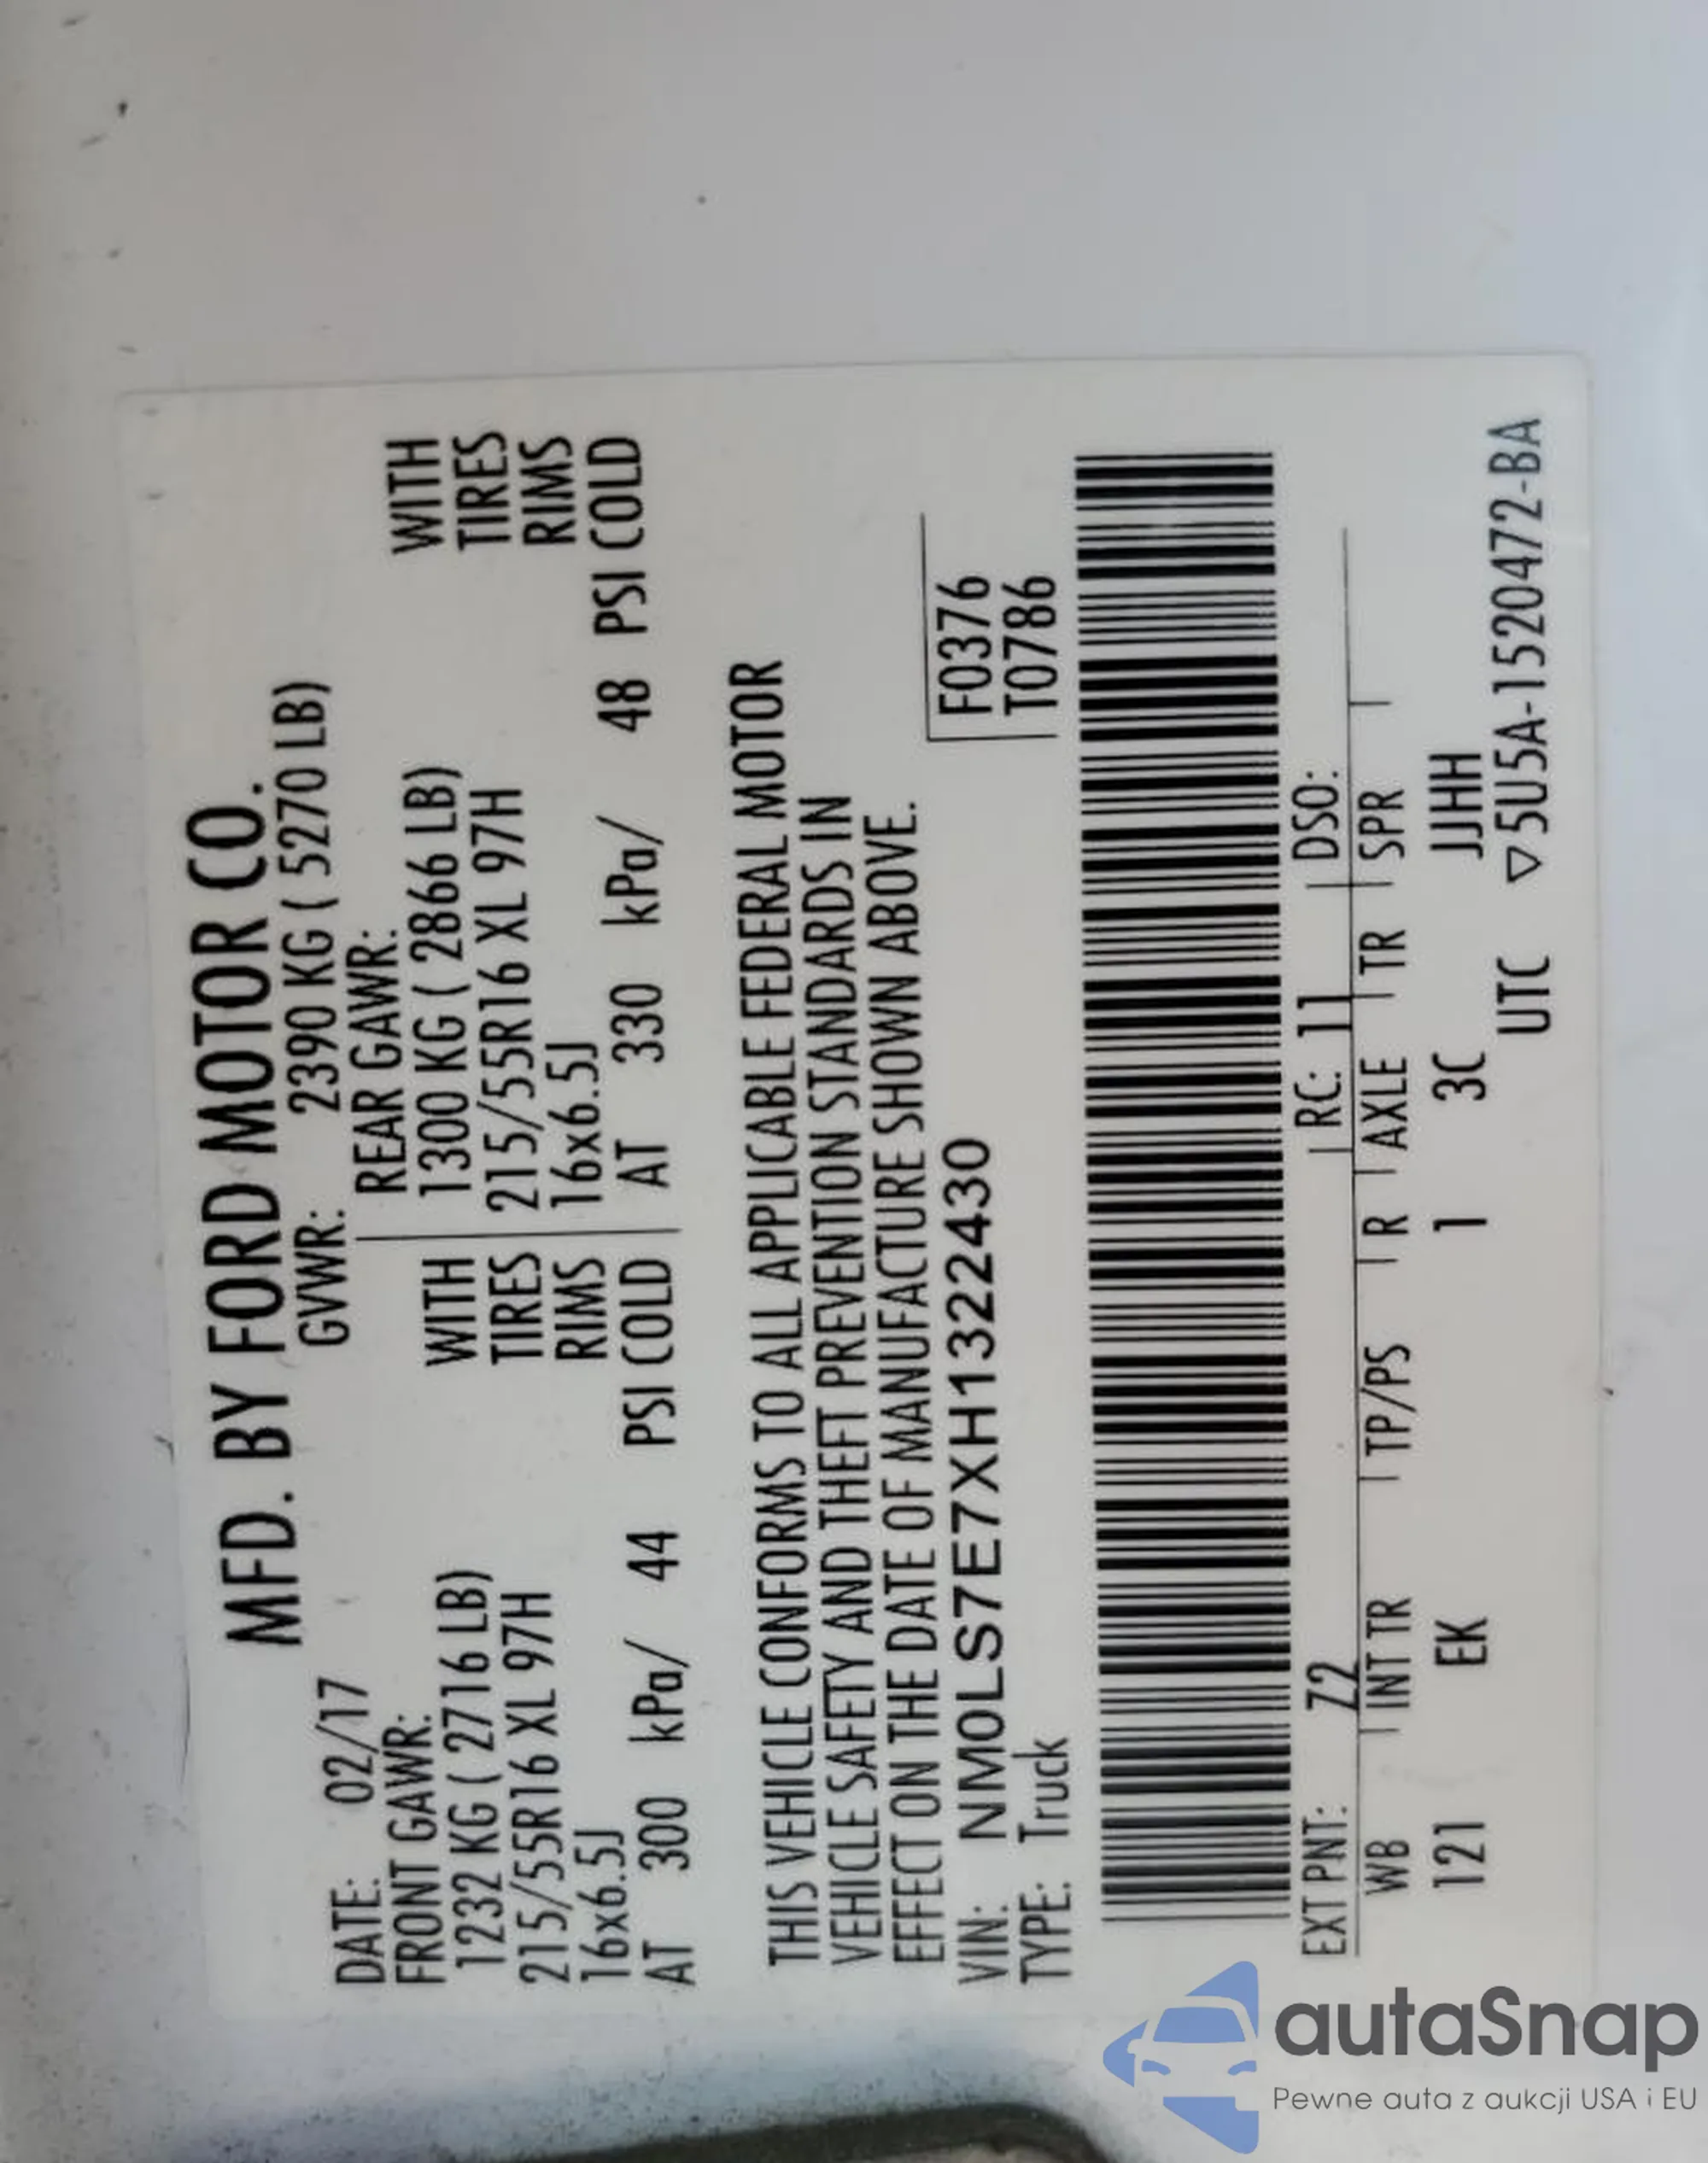 MFD. BY FORD MOTOR CO.
DATE: 02/17 GVWR: 2390 KG ( 5270 LB)
FRONT GAWR: REAR GAWR:
1232 KG ( 2716 LB) WITH 1300 KG ( 2866 LB) WITH
215/55R16 XL 97H TIRES 215/55R16 XL 97H TIRES
16x6.5J RIMS 16x6.5J RIMS
AT 300 kPa/ 44 PSI COLD AT 330 kPa/ 48 PSI COLD
THIS VEHICLE CONFORMS TO ALL APPLICABLE FEDERAL MOTOR
VEHICLE SAFETY AND THEFT PREVENTION STANDARDS IN
EFFECT ON THE DATE OF MANUFACTURE SHOWN ABOVE.
VIN: NM0LS7E7XH1322430 F0376
TYPE: Truck T0786
EXT PNT: Z2 RC: 11 DSO:
WB INT TR TP/PS R AXLE TR SPR
121 EK 1 3C JJHH
UTC ▽5U5A-1520472-BA
autaSnap
Pewne auta z aukcji USA i EU